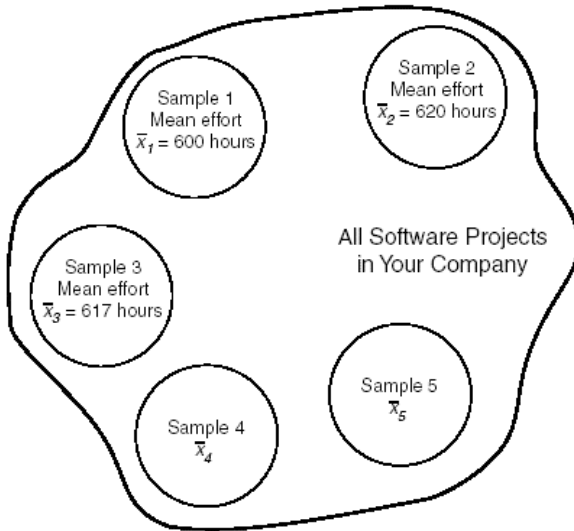 Sample 1
Mean effort
x̄₁ = 600 hours
Sample 2
Mean effort
x̄₂ = 620 hours
All Software Projects
in Your Company
Sample 3
Mean effort
x̄₃ = 617 hours
Sample 4
x̄₄
Sample 5
x̄₅